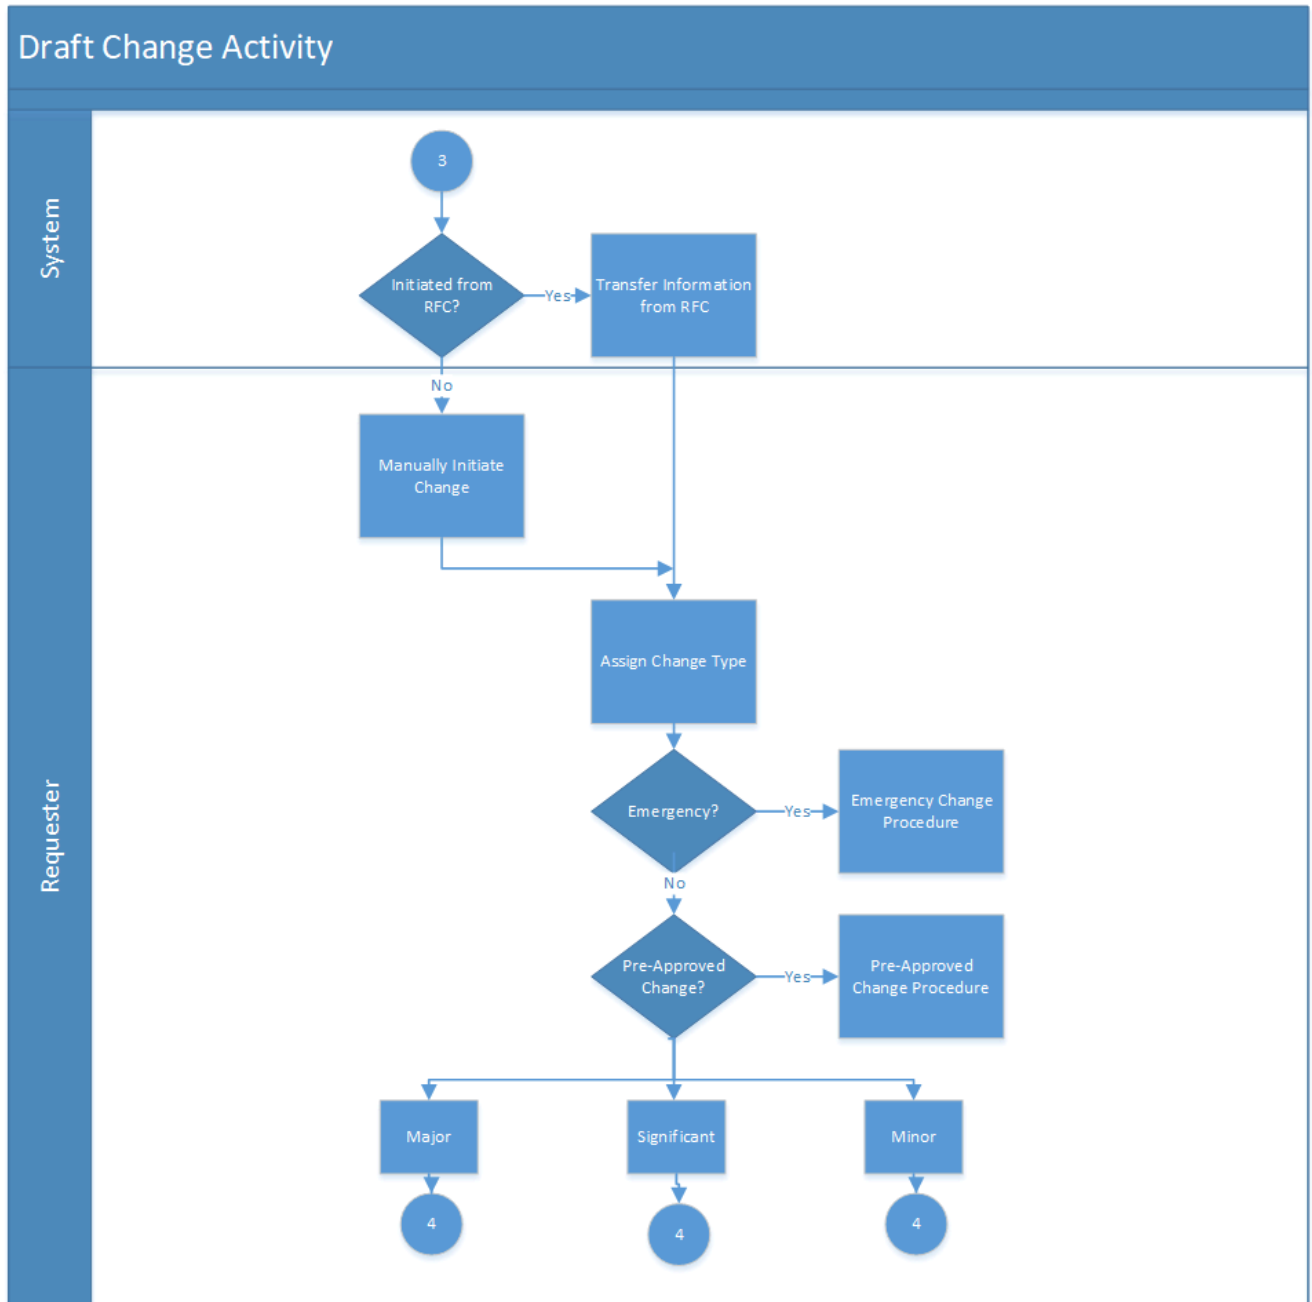 Draft Change Activity
System
3
Initiated from
RFC?
Yes
Transfer Information
from RFC
Requester
No
Manually Initiate
Change
Assign Change Type
Emergency?
Yes
Emergency Change
Procedure
No
Pre-Approved
Change?
Yes
Pre-Approved
Change Procedure
Major
Significant
Minor
4
4
4